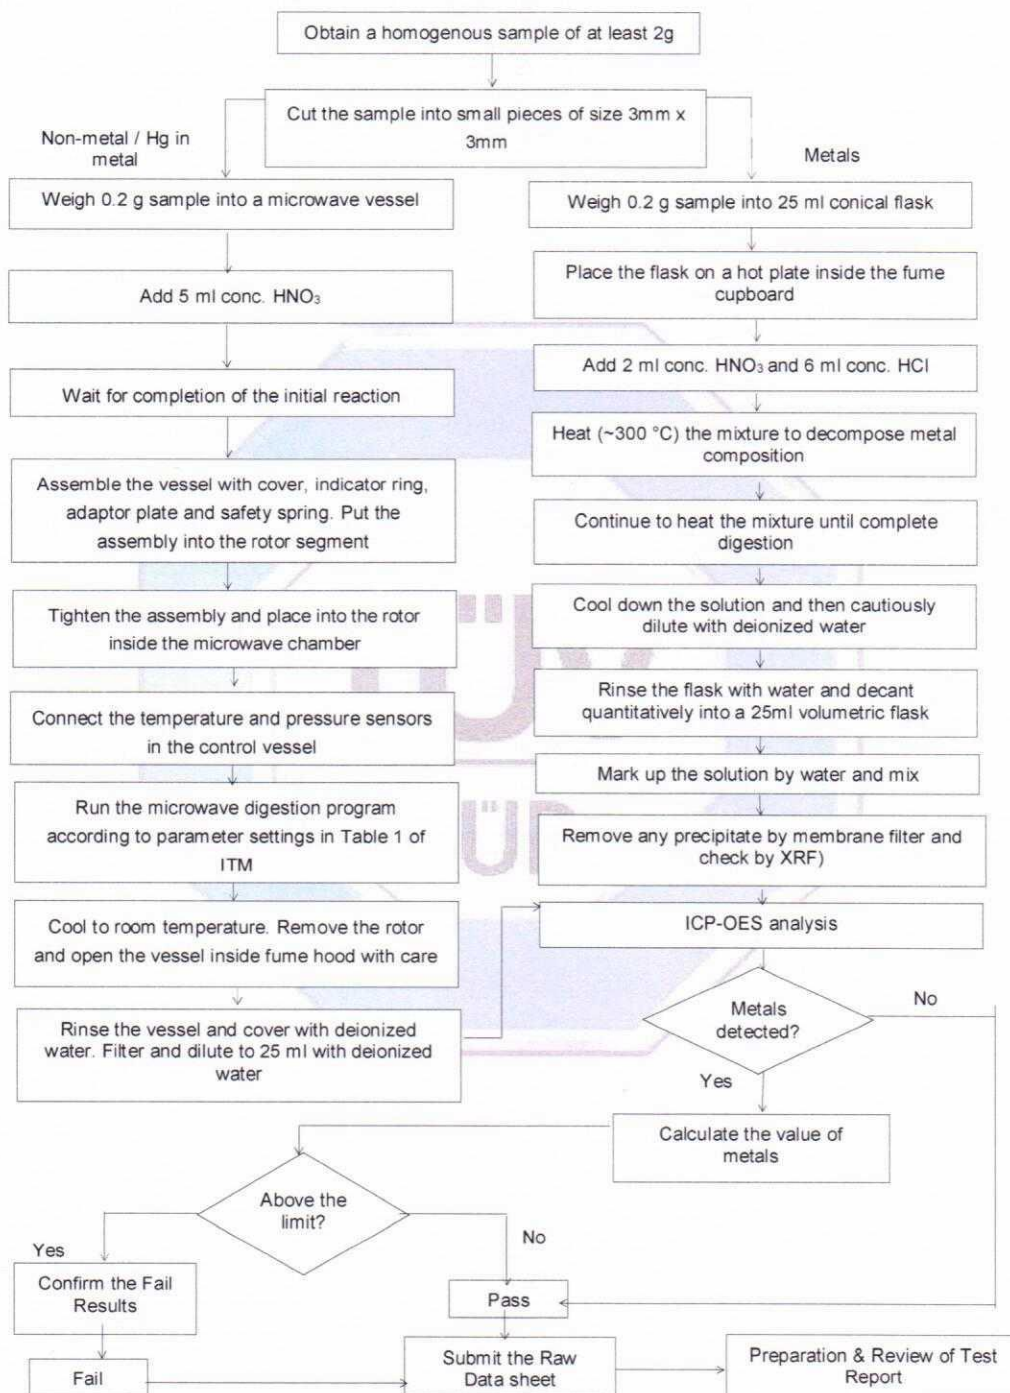 Obtain a homogenous sample of at least 2g
Cut the sample into small pieces of size 3mm x
3mm
Non-metal / Hg in
metal
Weigh 0.2 g sample into a microwave vessel
Add 5 ml conc. HNO₃
Wait for completion of the initial reaction
Assemble the vessel with cover, indicator ring,
adaptor plate and safety spring. Put the
assembly into the rotor segment
Tighten the assembly and place into the rotor
inside the microwave chamber
Connect the temperature and pressure sensors
in the control vessel
Run the microwave digestion program
according to parameter settings in Table 1 of
ITM
Cool to room temperature. Remove the rotor
and open the vessel inside fume hood with care
Rinse the vessel and cover with deionized
water. Filter and dilute to 25 ml with deionized
water
Metals
Weigh 0.2 g sample into 25 ml conical flask
Place the flask on a hot plate inside the fume
cupboard
Add 2 ml conc. HNO₃ and 6 ml conc. HCl
Heat (~300 °C) the mixture to decompose metal
composition
Continue to heat the mixture until complete
digestion
Cool down the solution and then cautiously
dilute with deionized water
Rinse the flask with water and decant
quantitatively into a 25ml volumetric flask
Mark up the solution by water and mix
Remove any precipitate by membrane filter and
check by XRF)
ICP-OES analysis
Metals
detected?
No
Yes
Calculate the value of
metals
Above the
limit?
Yes
No
Confirm the Fail
Results
Pass
Fail
Submit the Raw
Data sheet
Preparation & Review of Test
Report